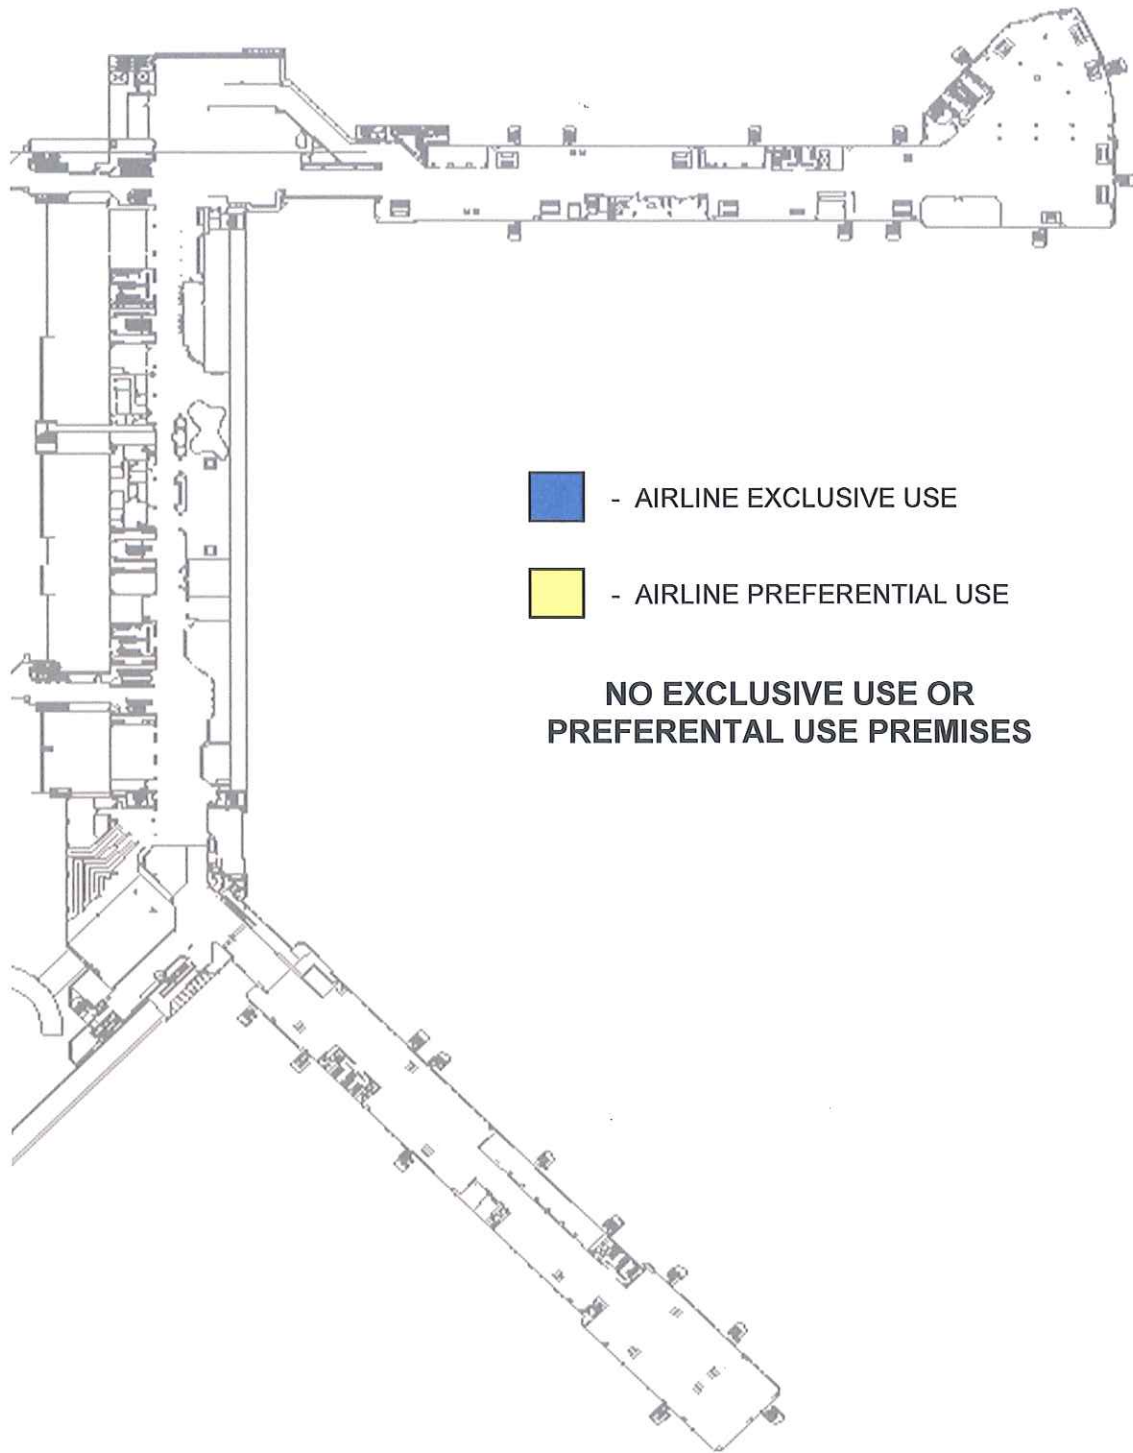 - AIRLINE EXCLUSIVE USE
- AIRLINE PREFERENTIAL USE
NO EXCLUSIVE USE OR
PREFERENTAL USE PREMISES